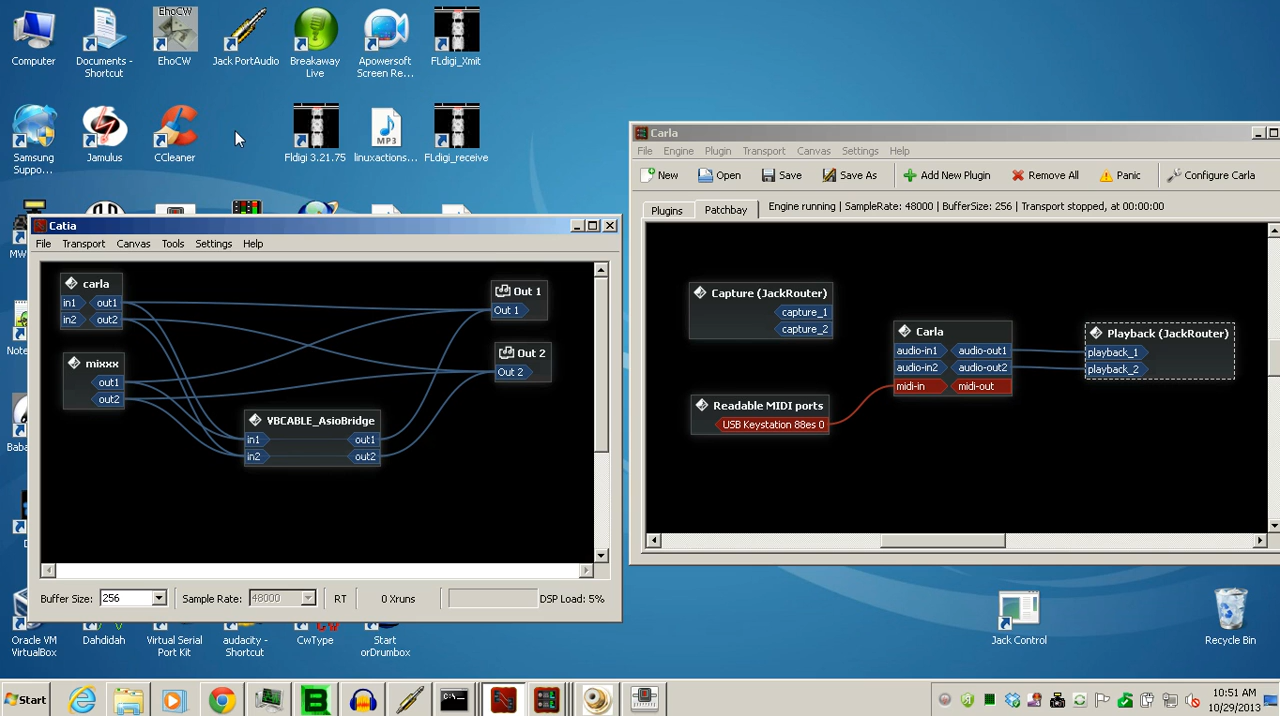 Computer
Documents -
Shortcut
EhoCW
EhoCW
Jack PortAudio
Breakaway
Live
Apowersoft
Screen Re...
FLdigi_Xmit
Samsung
Suppo...
Jamulus
CCleaner
Fldigi 3.21.75
MP3
linuxactions...
FLdigi_receive
MW
Note
Baba
Catia
File
Transport
Canvas
Tools
Settings
Help
carla
in1
out1
in2
out2
mixxx
out1
out2
VBCABLE_AsioBridge
in1
out1
in2
out2
Out 1
Out 1
Out 2
Out 2
Buffer Size:
256
Sample Rate:
48000
RT
0 Xruns
DSP Load: 5%
Carla
File
Engine
Plugin
Transport
Canvas
Settings
Help
New
Open
Save
Save As
Add New Plugin
Remove All
Panic
Configure Carla
Plugins
Patchbay
Engine running | SampleRate: 48000 | BufferSize: 256 | Transport stopped, at 00:00:00
Capture (JackRouter)
capture_1
capture_2
Readable MIDI ports
USB Keystation 88es 0
Carla
audio-in1
audio-out1
audio-in2
audio-out2
midi-in
midi-out
Playback (JackRouter)
playback_1
playback_2
Oracle VM
VirtualBox
Dahdidah
Virtual Serial
Port Kit
audacity -
Shortcut
CwType
Start
orDrumbox
Jack Control
Recycle Bin
Start
10:51 AM
10/29/2013